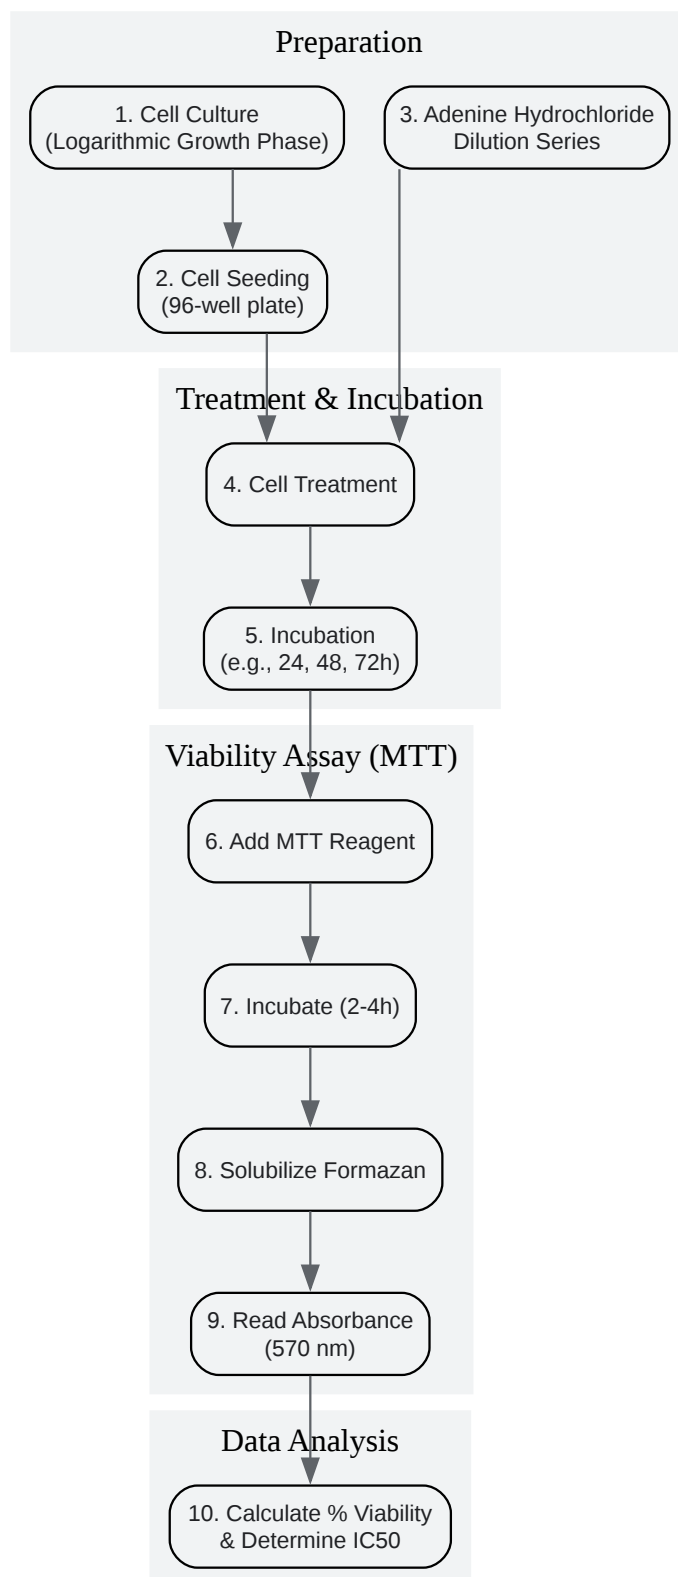 Preparation
1. Cell Culture
(Logarithmic Growth Phase)
3. Adenine Hydrochloride
Dilution Series
2. Cell Seeding
(96-well plate)
Treatment & Incubation
4. Cell Treatment
5. Incubation
(e.g., 24, 48, 72h)
Viability Assay (MTT)
6. Add MTT Reagent
7. Incubate (2-4h)
8. Solubilize Formazan
9. Read Absorbance
(570 nm)
Data Analysis
10. Calculate % Viability
& Determine IC50